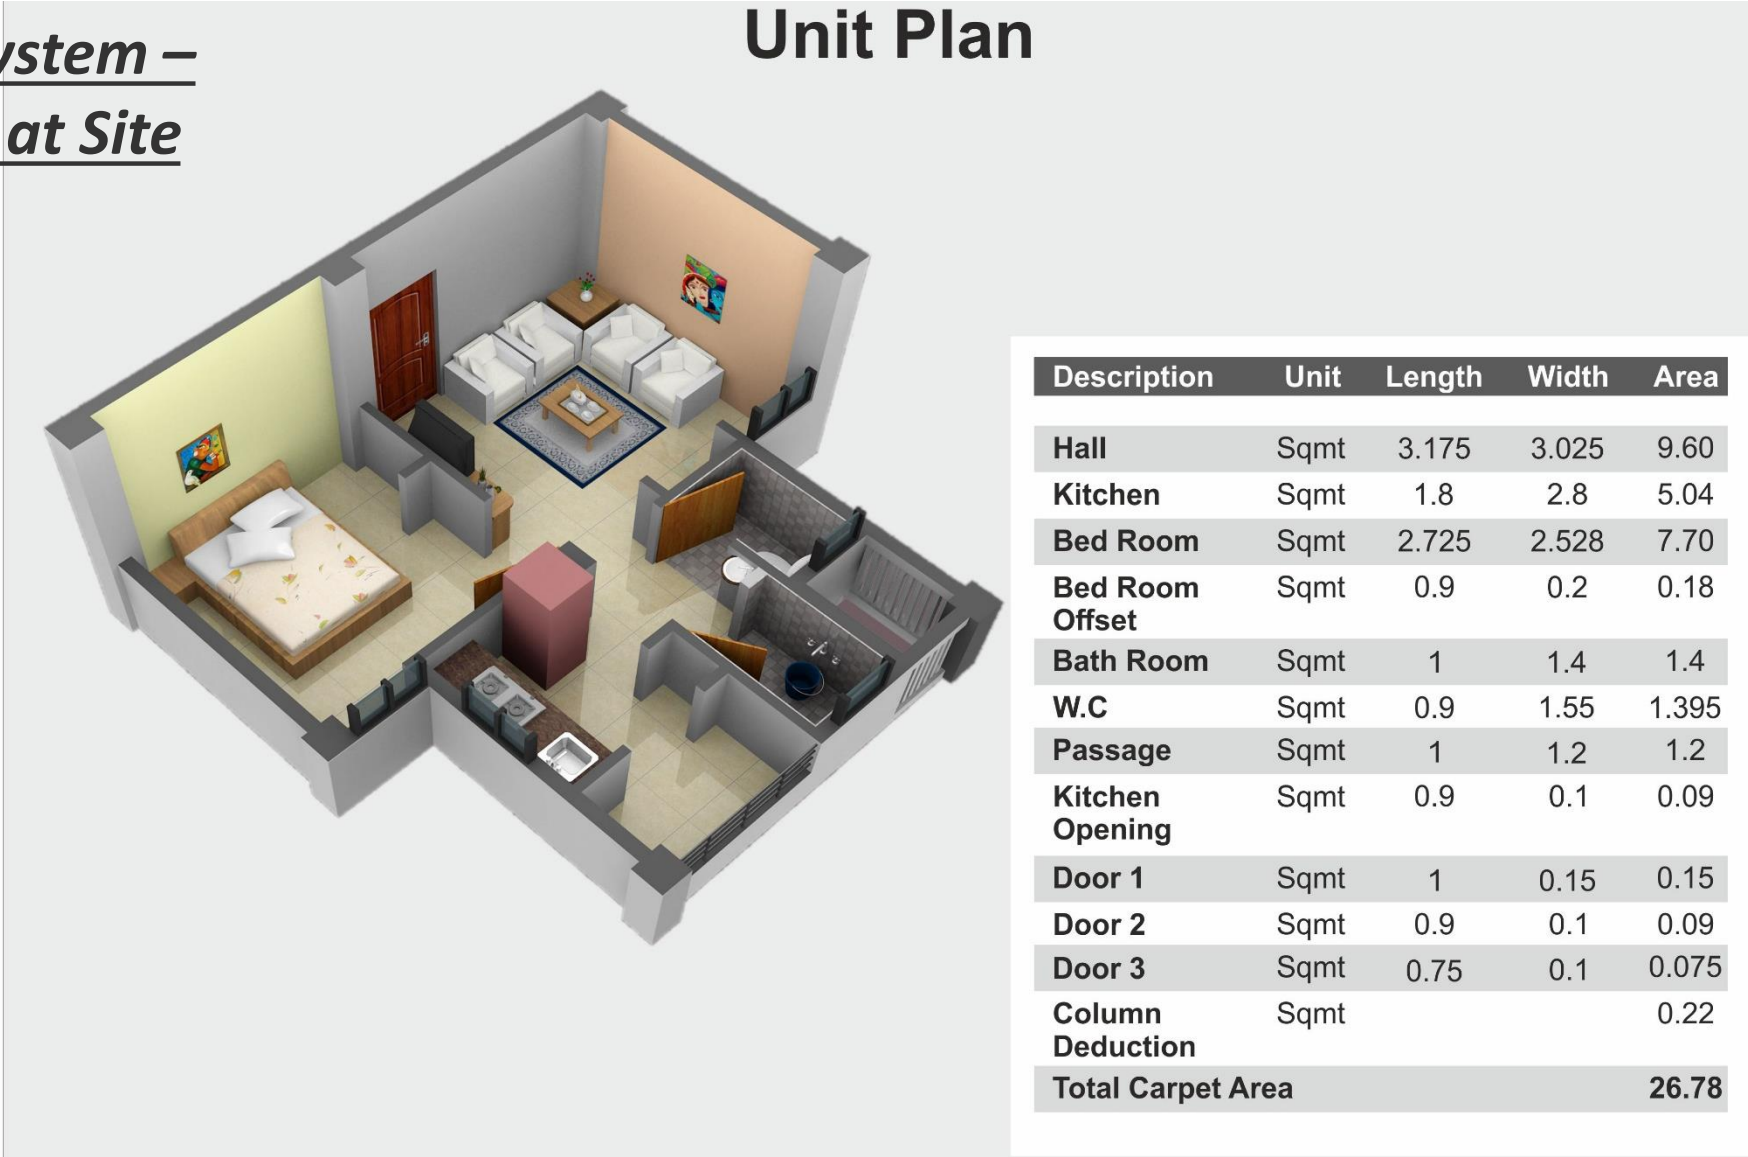 ystem –
at Site
Unit Plan
Description Unit Length Width Area
Hall Sqmt 3.175 3.025 9.60
Kitchen Sqmt 1.8 2.8 5.04
Bed Room Sqmt 2.725 2.528 7.70
Bed Room Sqmt 0.9 0.2 0.18
Offset
Bath Room Sqmt 1 1.4 1.4
W.C Sqmt 0.9 1.55 1.395
Passage Sqmt 1 1.2 1.2
Kitchen Sqmt 0.9 0.1 0.09
Opening
Door 1 Sqmt 1 0.15 0.15
Door 2 Sqmt 0.9 0.1 0.09
Door 3 Sqmt 0.75 0.1 0.075
Column Sqmt 0.22
Deduction
Total Carpet Area 26.78